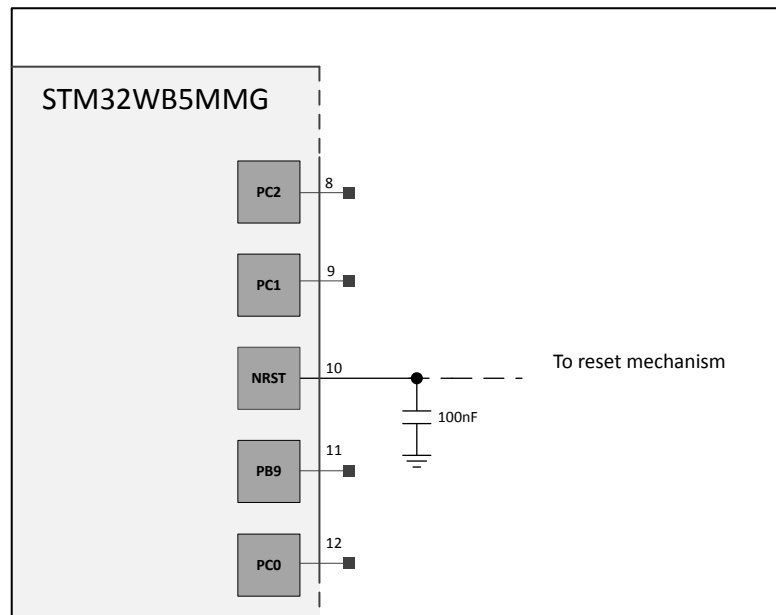 STM32WB5MMG
PC2
8
PC1
9
NRST
10
To reset mechanism
100nF
PB9
11
PC0
12